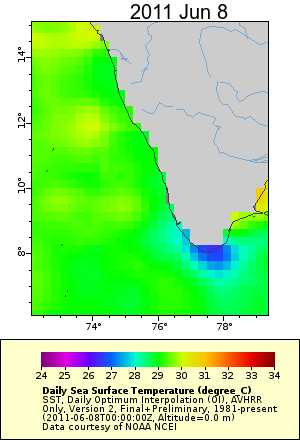 2011 Jun 8
14°
12°
10°
8°
74°
76°
78°
24 25 26 27 28 29 30 31 32 33 34
Daily Sea Surface Temperature (degree_C)
SST, Daily Optimum Interpolation (OI), AVHRR
Only, Version 2, Final+Preliminary, 1981-present
(2011-06-08T00:00:00Z, Altitude=0.0 m)
Data courtesy of NOAA NCEI